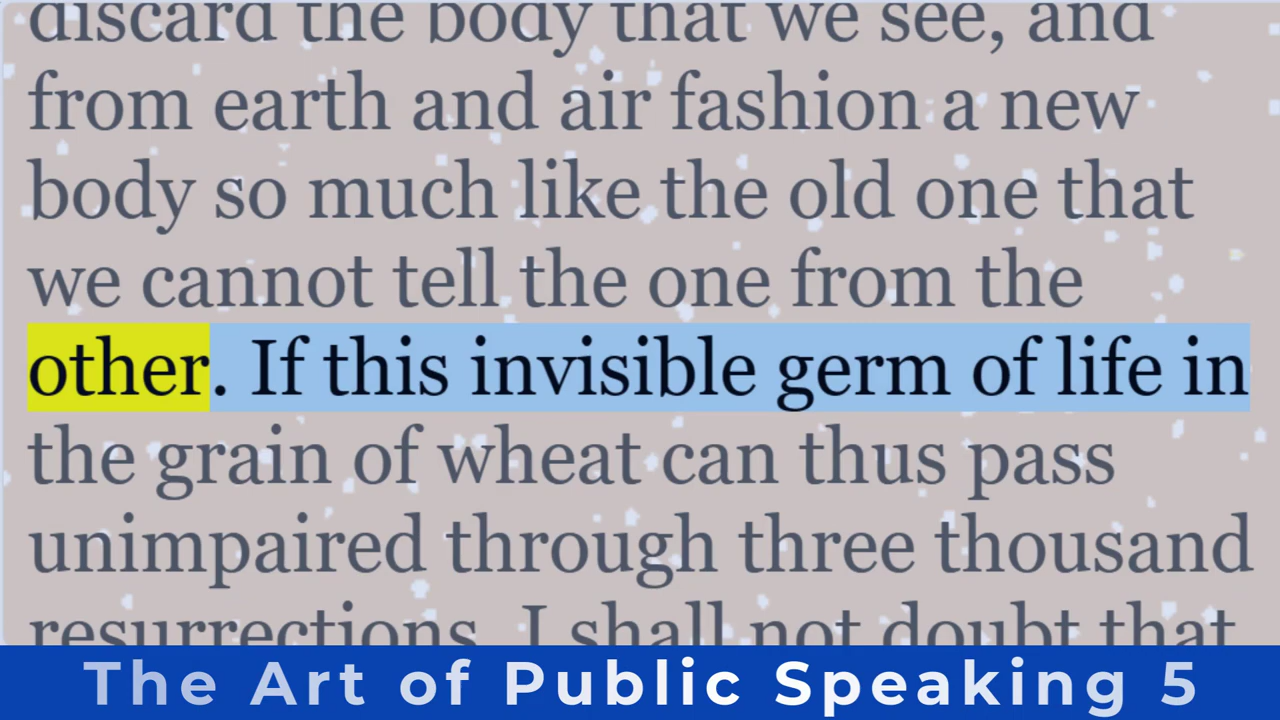 discard the body that we see, and
from earth and air fashion a new
body so much like the old one that
we cannot tell the one from the
other. If this invisible germ of life in
the grain of wheat can thus pass
unimpaired through three thousand
resurrections, I shall not doubt that
The Art of Public Speaking 5